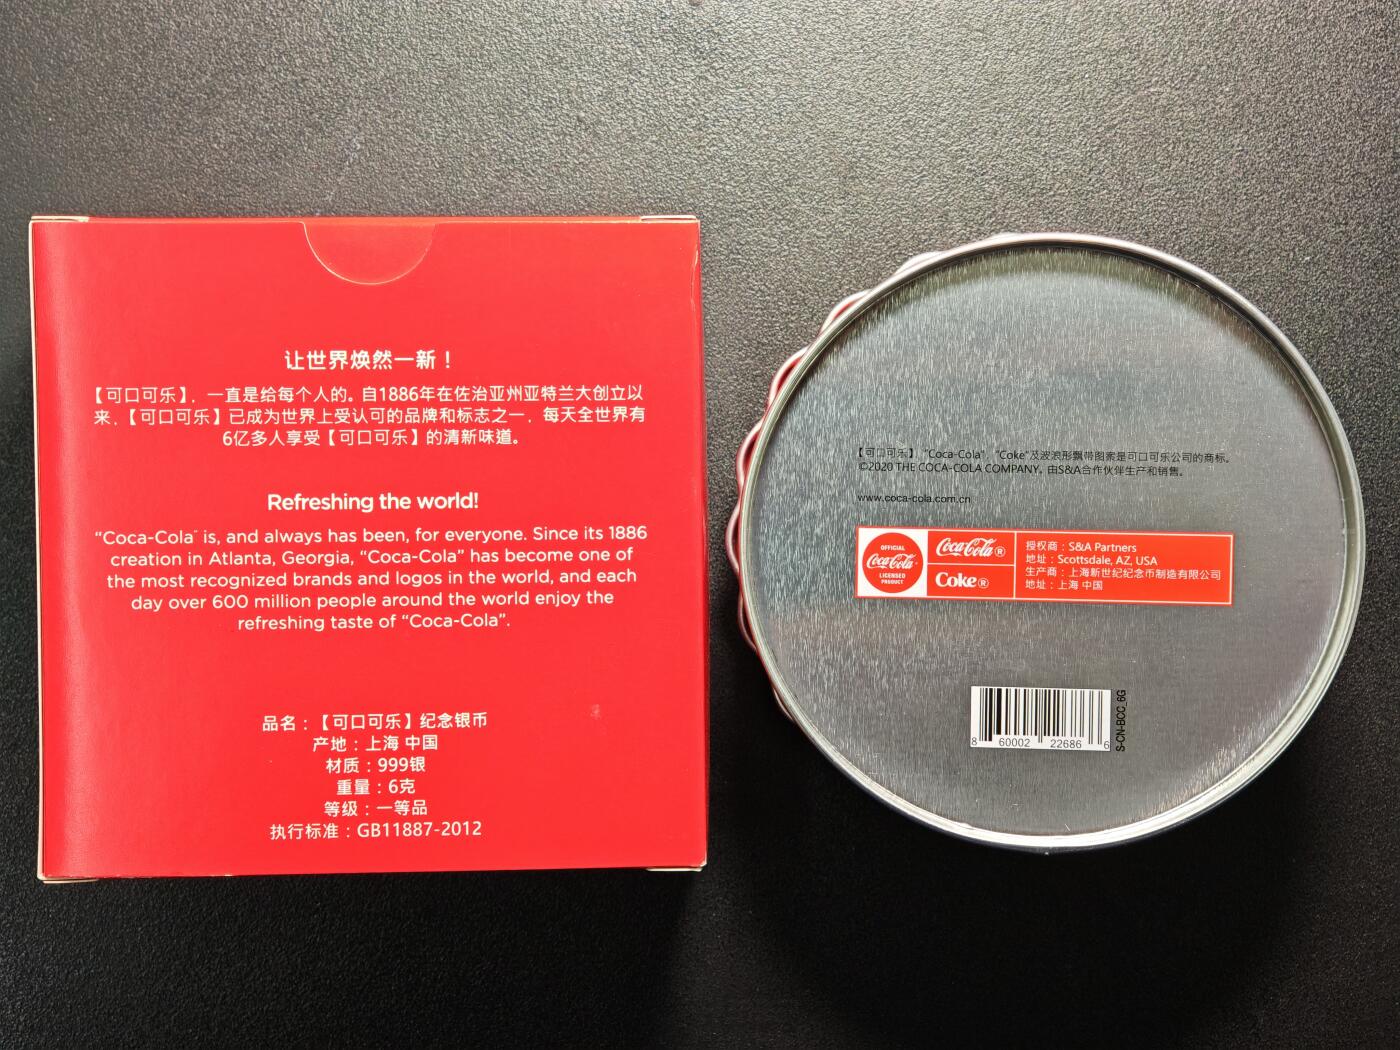 让世界焕然一新！
【可口可乐】，一直是给每个人的。自1886年在佐治亚州亚特兰大创立以
来，【可口可乐】已成为世界上受认可的品牌和标志之一，每天全世界有
6亿多人享受【可口可乐】的清新味道。
Refreshing the world!
“Coca-Cola” is, and always has been, for everyone. Since its 1886
creation in Atlanta, Georgia, “Coca-Cola” has become one of
the most recognized brands and logos in the world, and each
day over 600 million people around the world enjoy the
refreshing taste of “Coca-Cola”.
品名：【可口可乐】纪念银币
产地：上海 中国
材质：999银
重量：6克
等级：一等品
执行标准：GB11887-2012
【可口可乐】，“Coca-Cola”，“Coke”及波浪形飘带图案是可口可乐公司的商标。
©2020 THE COCA-COLA COMPANY。由S&A合作伙伴生产和销售。
www.coca-cola.com.cn
OFFICIAL
Coca-Cola
LICENSED
PRODUCT
Coca-Cola®
Coke®
授权商：S&A Partners
地址：Scottsdale, AZ, USA
生产商：上海新世纪纪念币制造有限公司
地址：上海 中国
8 60002 22686 6
S-CN-BCC_6G